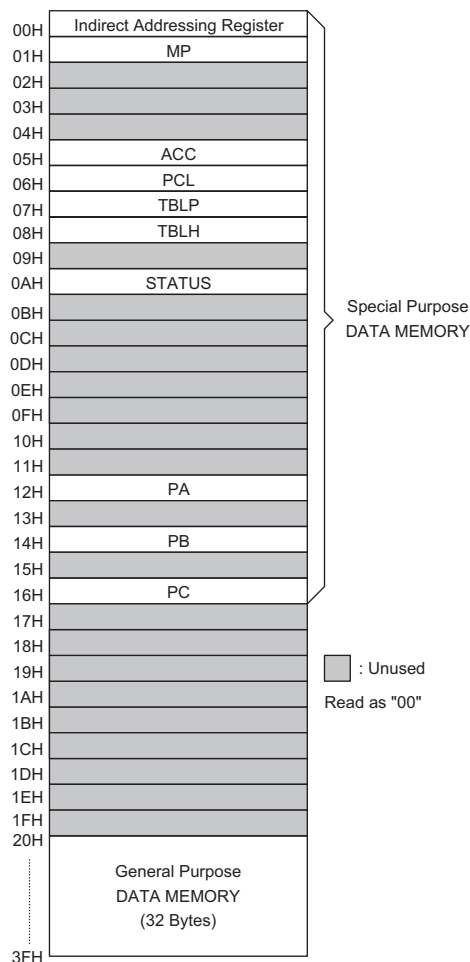 00H Indirect Addressing Register
01H MP
02H
03H
04H
05H ACC
06H PCL
07H TBLP
08H TBLH
09H
0AH STATUS
0BH
0CH
0DH
0EH
0FH
10H
11H
12H PA
13H
14H PB
15H
16H PC
17H
18H
19H
1AH
1BH
1CH
1DH
1EH
1FH
20H
General Purpose
DATA MEMORY
(32 Bytes)
3FH
Special Purpose
DATA MEMORY
: Unused
Read as "00"